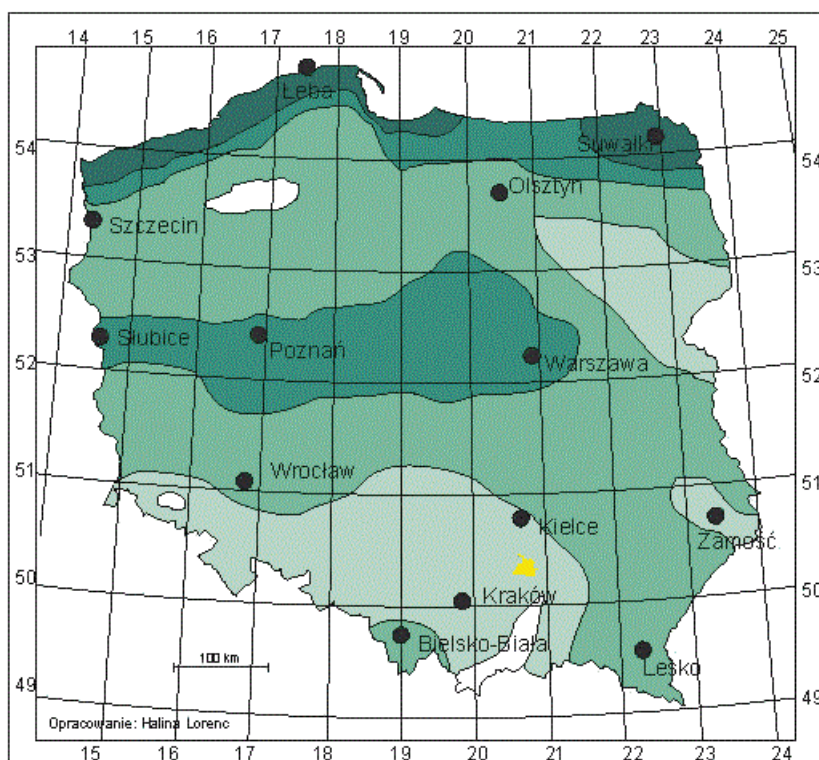 14 15 16 17 18 19 20 21 22 23 24 25
Łeba
54 Suwałki 54
Olsztyn
Szczecin
53 53
Słubice Poznań Warszawa
52 52
Wrocław
51 51
Kielce Zamość
50 Kraków 50
Bielsko-Biała Lesko
100 km
49 49
Opracowanie: Halina Lorenc
15 16 17 18 19 20 21 22 23 24